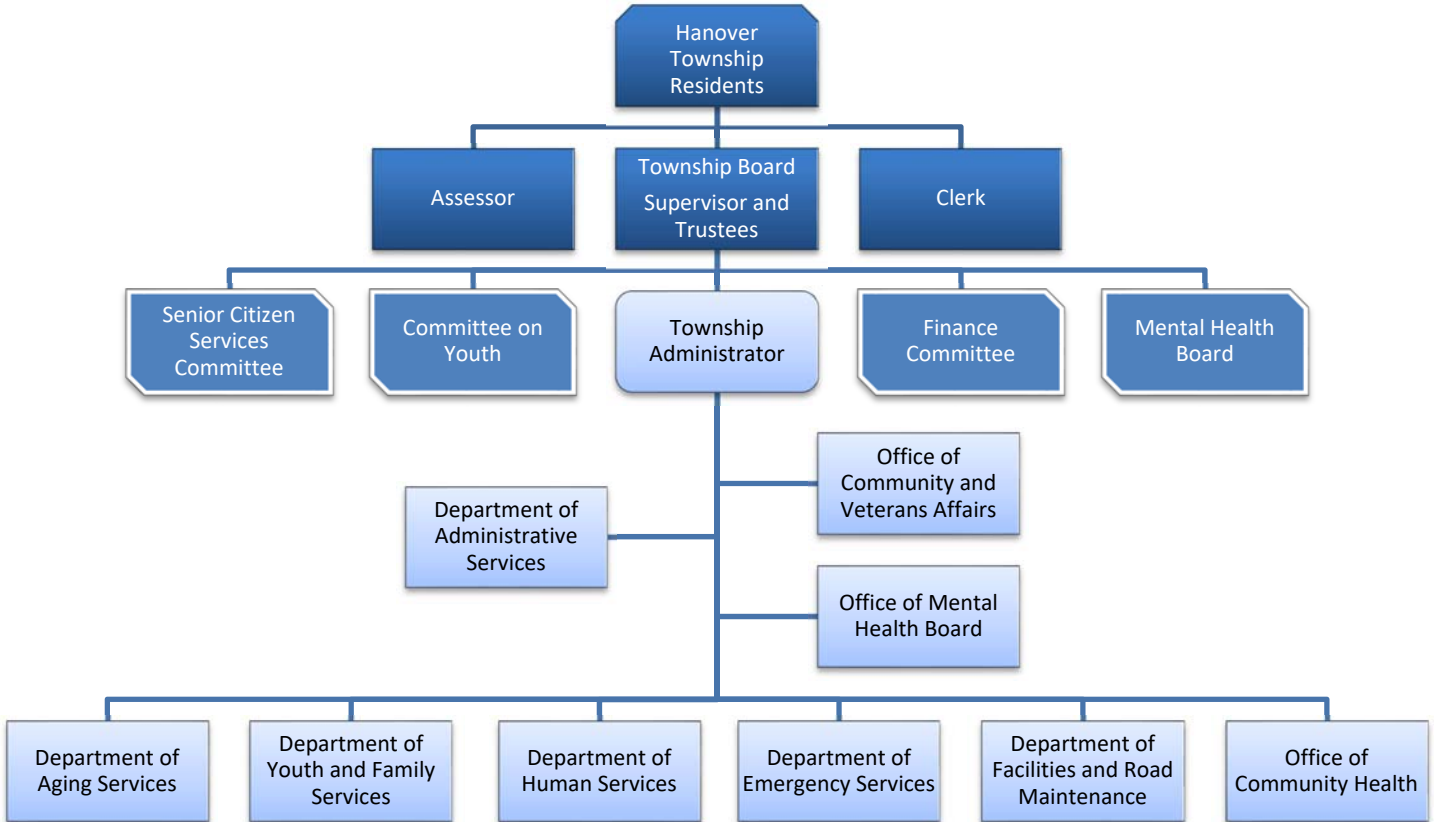 Hanover
Township
Residents
Assessor
Township Board
Supervisor and
Trustees
Clerk
Senior Citizen
Services
Committee
Committee on
Youth
Township
Administrator
Finance
Committee
Mental Health
Board
Office of
Community and
Veterans Affairs
Department of
Administrative
Services
Office of Mental
Health Board
Department of
Aging Services
Department of
Youth and Family
Services
Department of
Human Services
Department of
Emergency Services
Department of
Facilities and Road
Maintenance
Office of
Community Health